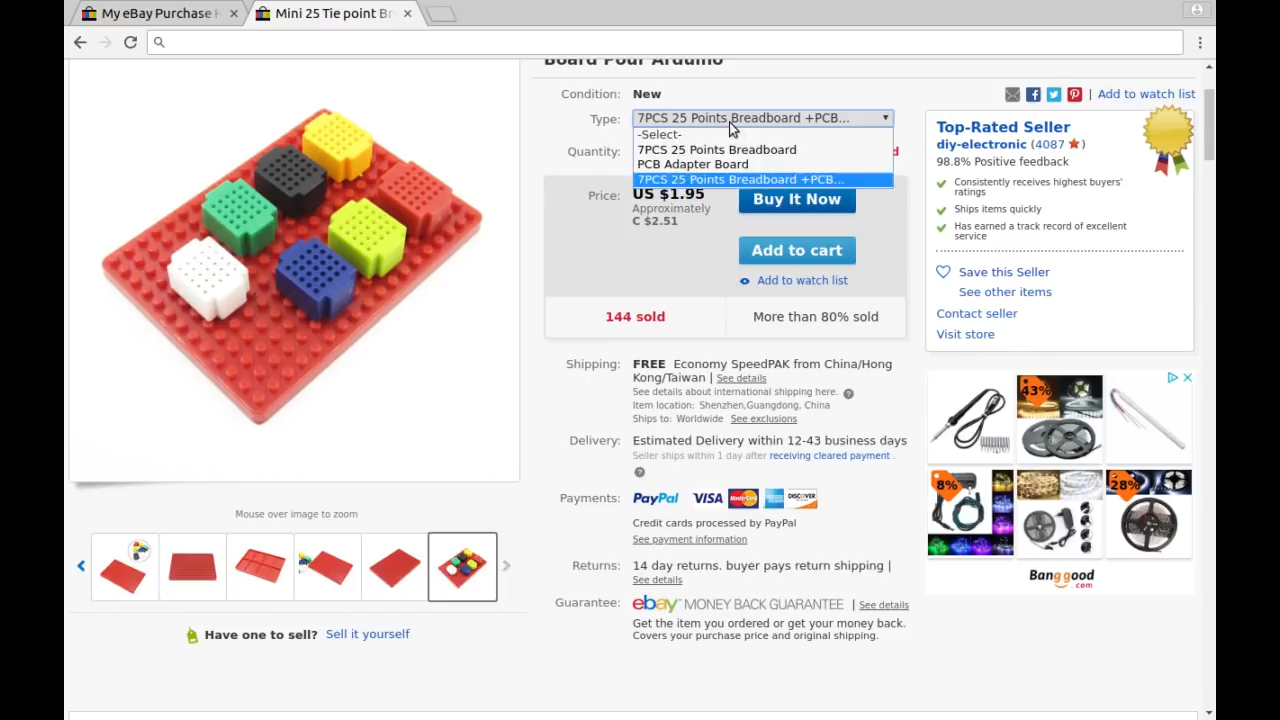 My eBay Purchase H
Mini 25 Tie point Br
Board Pour Arduino
Condition: New
Add to watch list
Type: 7PCS 25 Points Breadboard +PCB...
-Select-
7PCS 25 Points Breadboard
PCB Adapter Board
7PCS 25 Points Breadboard +PCB...
Quantity:
Price: US $1.95
Approximately
C $2.51
Buy It Now
Add to cart
Add to watch list
144 sold
More than 80% sold
Top-Rated Seller
diy-electronic (4087 )
98.8% Positive feedback
Consistently receives highest buyers'
ratings
Ships items quickly
Has earned a track record of excellent
service
Save this Seller
See other items
Contact seller
Visit store
Shipping: FREE Economy SpeedPAK from China/Hong
Kong/Taiwan | See details
See details about international shipping here.
Item location: Shenzhen,Guangdong, China
Ships to: Worldwide See exclusions
Delivery: Estimated Delivery within 12-43 business days
Seller ships within 1 day after receiving cleared payment .
Payments: PayPal VISA MasterCard DISCOVER
Credit cards processed by PayPal
See payment information
Returns: 14 day returns. buyer pays return shipping |
See details
Guarantee: ebay MONEY BACK GUARANTEE | See details
Get the item you ordered or get your money back.
Covers your purchase price and original shipping.
43%
8%
28%
Banggood
.com
Mouse over image to zoom
Have one to sell? Sell it yourself